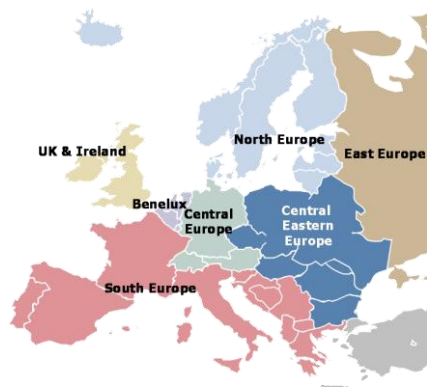 North Europe
UK & Ireland
East Europe
Benelux
Central
Europe
Central
Eastern
Europe
South Europe